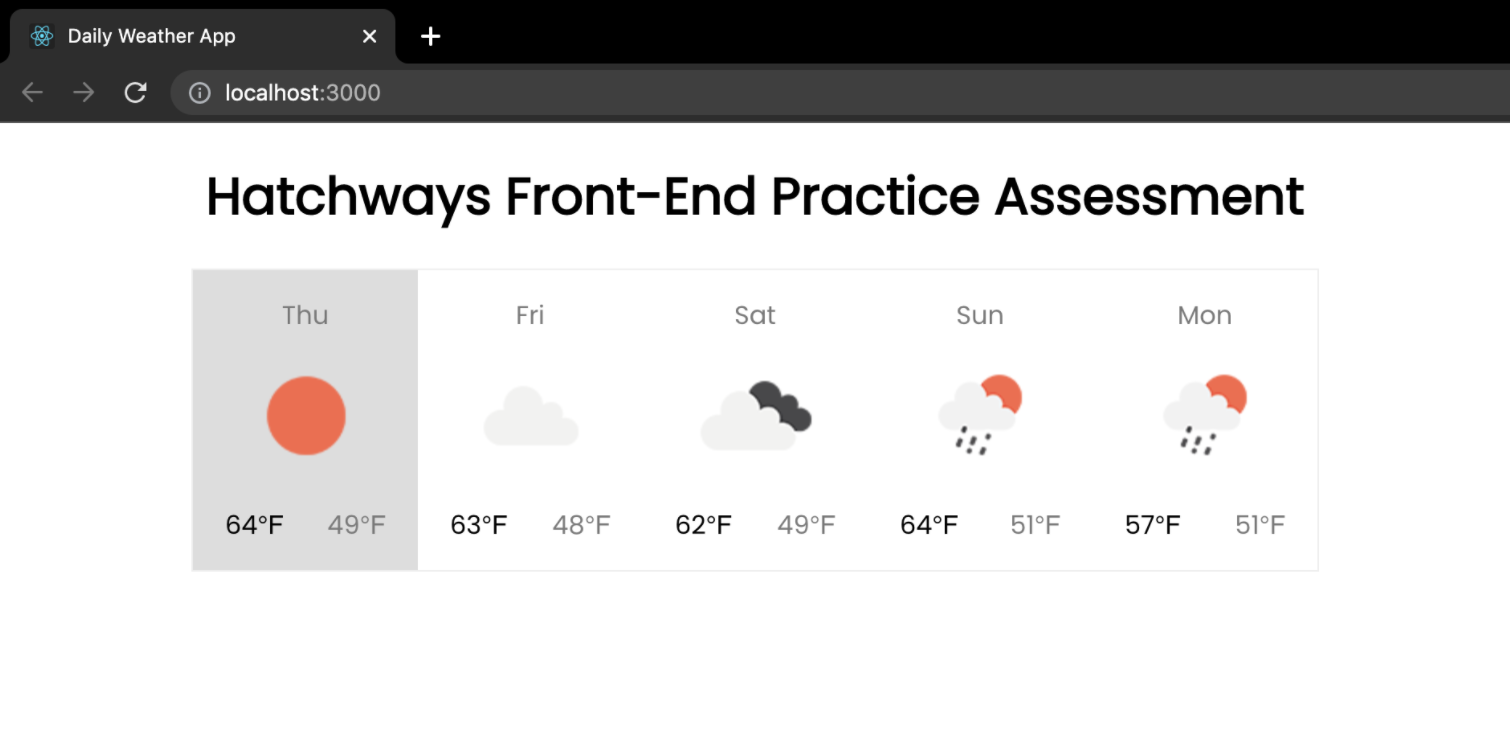 Daily Weather App
localhost:3000
Hatchways Front-End Practice Assessment
Thu Fri Sat Sun Mon
64°F 49°F 63°F 48°F 62°F 49°F 64°F 51°F 57°F 51°F